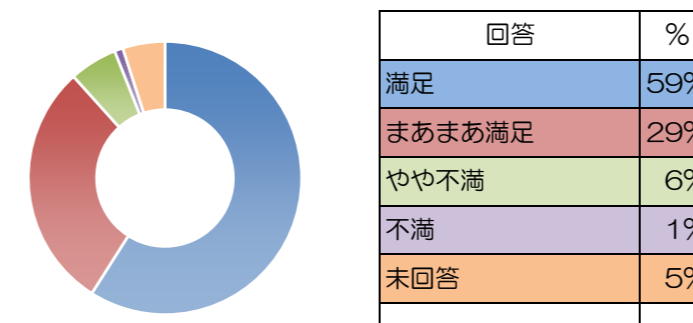 回答 %
満足 59%
まあまあ満足 29%
やや不満 6%
不満 1%
未回答 5%